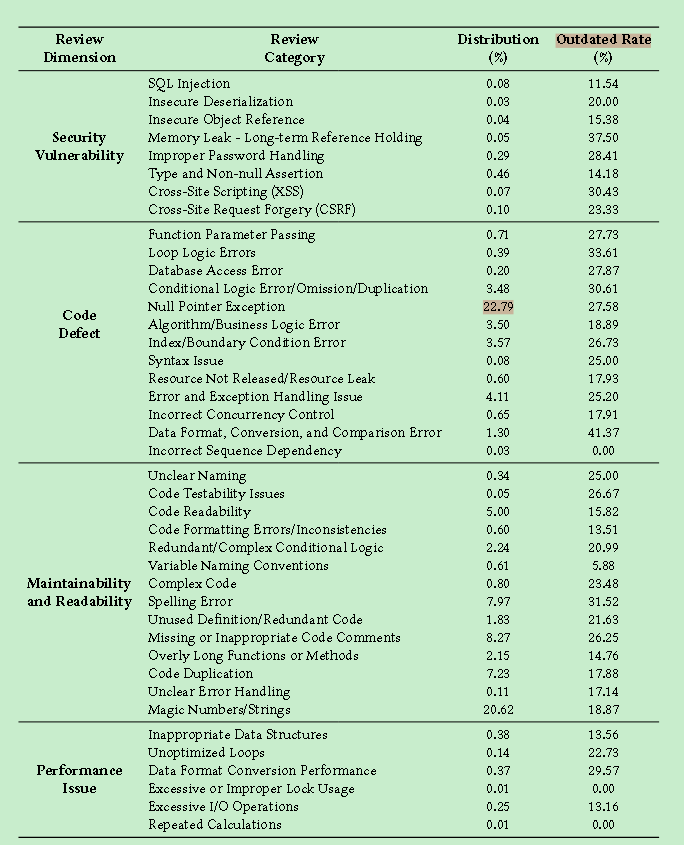 Review Dimension Review Category Distribution (%) Outdated Rate (%)
Security Vulnerability
SQL Injection 0.08 11.54
Insecure Deserialization 0.03 20.00
Insecure Object Reference 0.04 15.38
Memory Leak - Long-term Reference Holding 0.05 37.50
Improper Password Handling 0.29 28.41
Type and Non-null Assertion 0.46 14.18
Cross-Site Scripting (XSS) 0.07 30.43
Cross-Site Request Forgery (CSRF) 0.10 23.33
Code Defect
Function Parameter Passing 0.71 27.73
Loop Logic Errors 0.39 33.61
Database Access Error 0.20 27.87
Conditional Logic Error/Omission/Duplication 3.48 30.61
Null Pointer Exception 22.79 27.58
Algorithm/Business Logic Error 3.50 18.89
Index/Boundary Condition Error 3.57 26.73
Syntax Issue 0.08 25.00
Resource Not Released/Resource Leak 0.60 17.93
Error and Exception Handling Issue 4.11 25.20
Incorrect Concurrency Control 0.65 17.91
Data Format, Conversion, and Comparison Error 1.30 41.37
Incorrect Sequence Dependency 0.03 0.00
Maintainability and Readability
Unclear Naming 0.34 25.00
Code Testability Issues 0.05 26.67
Code Readability 5.00 15.82
Code Formatting Errors/Inconsistencies 0.60 13.51
Redundant/Complex Conditional Logic 2.24 20.99
Variable Naming Conventions 0.61 5.88
Complex Code 0.80 23.48
Spelling Error 7.97 31.52
Unused Definition/Redundant Code 1.83 21.63
Missing or Inappropriate Code Comments 8.27 26.25
Overly Long Functions or Methods 2.15 14.76
Code Duplication 7.23 17.88
Unclear Error Handling 0.11 17.14
Magic Numbers/Strings 20.62 18.87
Performance Issue
Inappropriate Data Structures 0.38 13.56
Unoptimized Loops 0.14 22.73
Data Format Conversion Performance 0.37 29.57
Excessive or Improper Lock Usage 0.01 0.00
Excessive I/O Operations 0.25 13.16
Repeated Calculations 0.01 0.00